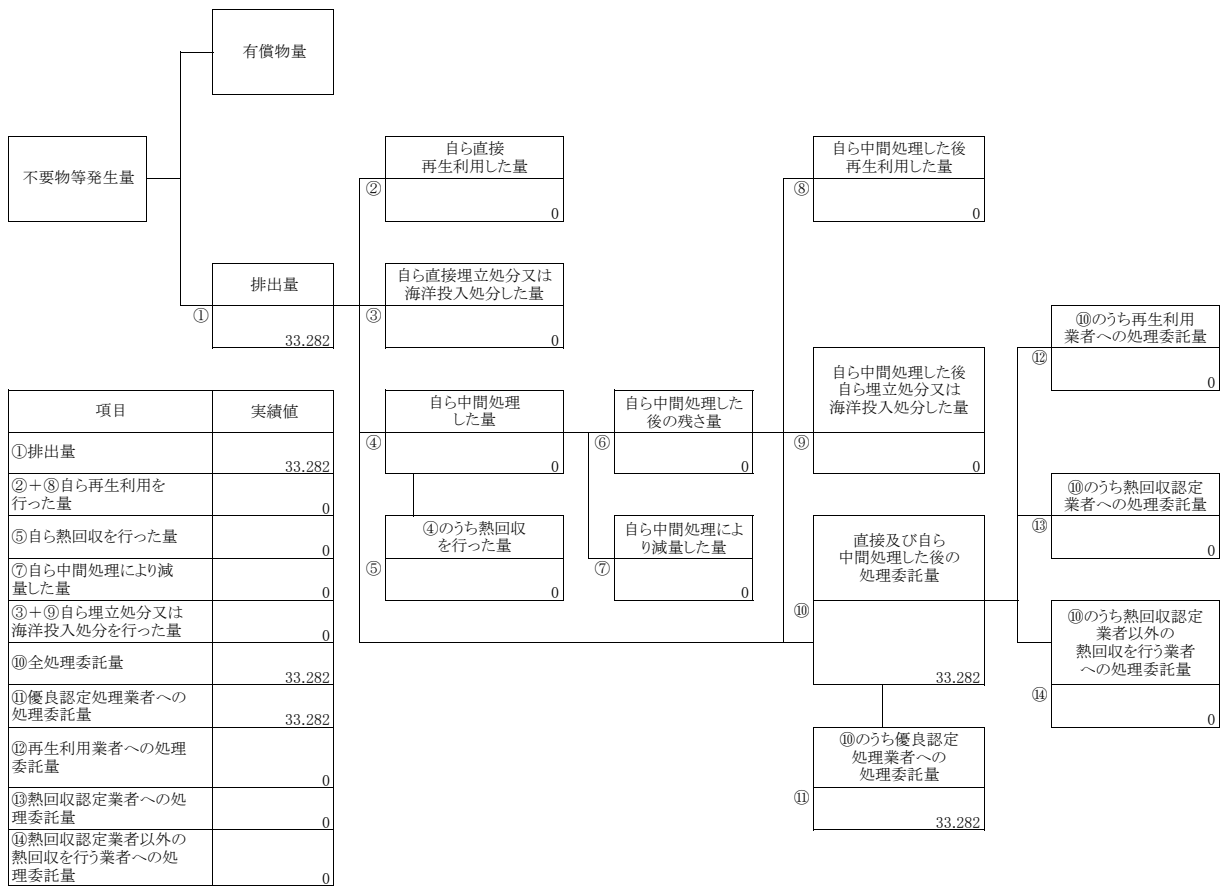 有償物量
不要物等発生量
自ら直接
再生利用した量
②
0
自ら中間処理した後
再生利用した量
⑧
0
排出量
①
33.282
自ら直接埋立処分又は
海洋投入処分した量
③
0
⑩のうち再生利用
業者への処理委託量
⑫
0
自ら中間処理した後
自ら埋立処分又は
海洋投入処分した量
⑨
0
自ら中間処理
した量
④
0
自ら中間処理した
後の残さ量
⑥
0
⑩のうち熱回収認定
業者への処理委託量
⑬
0
④のうち熱回収
を行った量
⑤
0
自ら中間処理によ
り減量した量
⑦
0
直接及び自ら
中間処理した後の
処理委託量
⑩
33.282
⑩のうち熱回収認定
業者以外の
熱回収を行う業者
への処理委託量
⑭
0
⑩のうち優良認定
処理業者への
処理委託量
⑪
33.282
項目 実績値
①排出量
33.282
②＋⑧自ら再生利用を
行った量
0
⑤自ら熱回収を行った量
0
⑦自ら中間処理により減
量した量
0
③＋⑨自ら埋立処分又は
海洋投入処分を行った量
0
⑩全処理委託量
33.282
⑪優良認定処理業者への
処理委託量
33.282
⑫再生利用業者への処理
委託量
0
⑬熱回収認定業者への処
理委託量
0
⑭熱回収認定業者以外の
熱回収を行う業者への処
理委託量
0